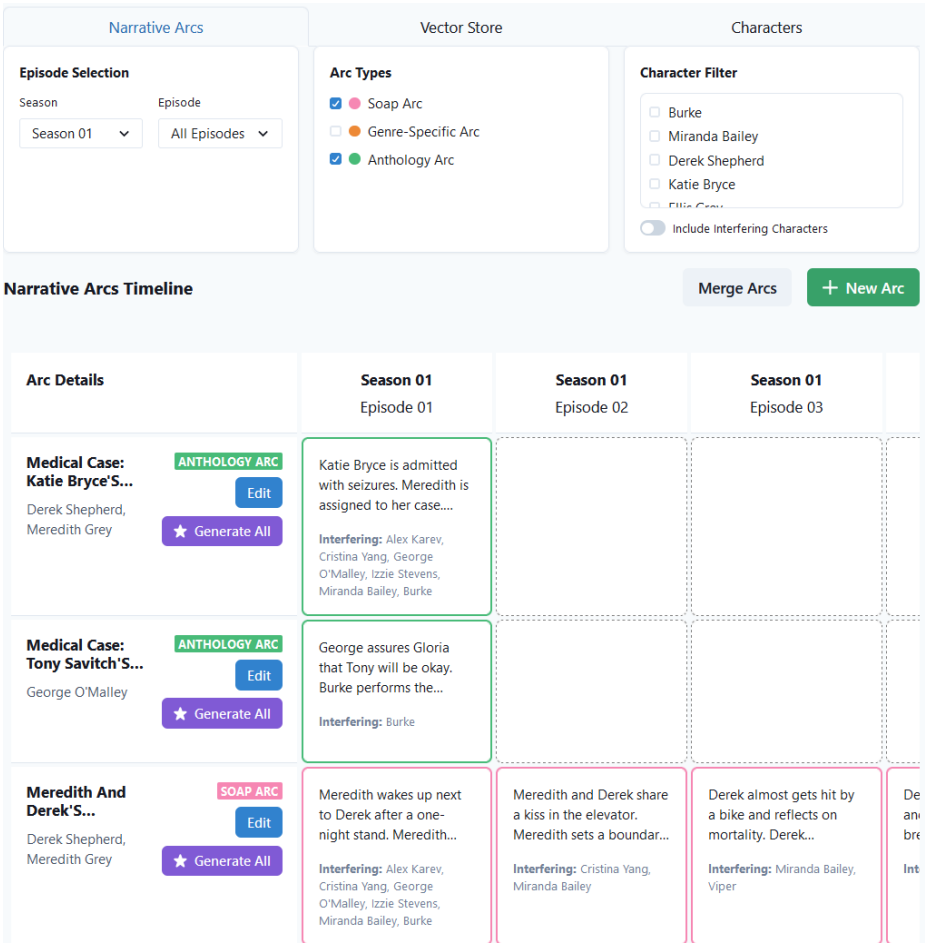 Narrative Arcs
Vector Store
Characters
Episode Selection
Season
Episode
Season 01
All Episodes
Arc Types
Soap Arc
Genre-Specific Arc
Anthology Arc
Character Filter
Burke
Miranda Bailey
Derek Shepherd
Katie Bryce
Ellis Grey
Include Interfering Characters
Narrative Arcs Timeline
Merge Arcs
New Arc
Arc Details
Season 01
Episode 01
Season 01
Episode 02
Season 01
Episode 03
Medical Case:
Katie Bryce'S...
Derek Shepherd,
Meredith Grey
ANTHOLOGY ARC
Edit
Generate All
Katie Bryce is admitted
with seizures. Meredith is
assigned to her case....
Interfering: Alex Karev,
Cristina Yang, George
O'Malley, Izzie Stevens,
Miranda Bailey, Burke
Medical Case:
Tony Savitch'S...
George O'Malley
ANTHOLOGY ARC
Edit
Generate All
George assures Gloria
that Tony will be okay.
Burke performs the...
Interfering: Burke
Meredith And
Derek'S...
Derek Shepherd,
Meredith Grey
SOAP ARC
Edit
Generate All
Meredith wakes up next
to Derek after a one-
night stand. Meredith...
Interfering: Alex Karev,
Cristina Yang, George
O'Malley, Izzie Stevens,
Miranda Bailey, Burke
Meredith and Derek share
a kiss in the elevator.
Meredith sets a boundar...
Interfering: Cristina Yang,
Miranda Bailey
Derek almost gets hit by
a bike and reflects on
mortality. Derek...
Interfering: Miranda Bailey,
Viper